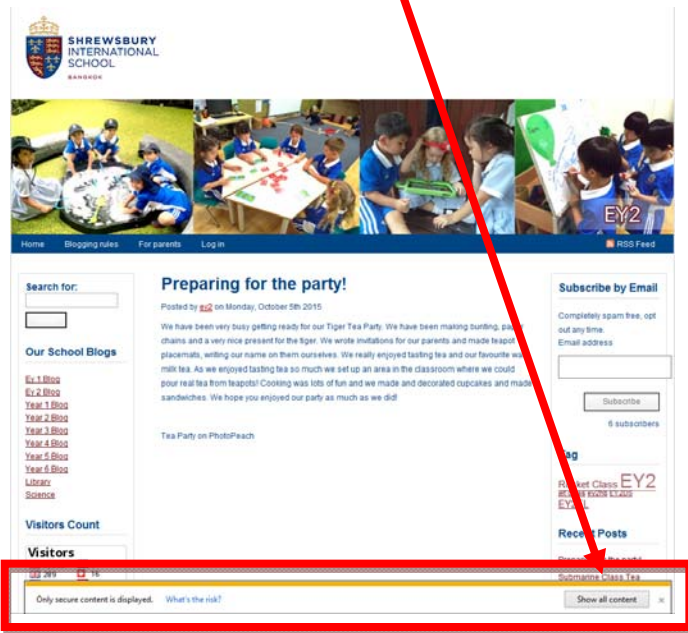 SHREWSBURY
INTERNATIONAL
SCHOOL
BANGKOK
EY2
Home Blogging rules For parents Log in RSS Feed
Search for:
Our School Blogs
Ey 1 Blog
Ey 2 Blog
Year 1 Blog
Year 2 Blog
Year 3 Blog
Year 4 Blog
Year 5 Blog
Year 6 Blog
Library
Science
Visitors Count
Visitors
289 16
Preparing for the party!
Posted by ey2 on Monday, October 5th 2015
We have been very busy getting ready for our Tiger Tea Party. We have been making bunting, paper
chains and a very nice present for the tiger. We wrote invitations for our parents and made teapot
placemats, writing our name on them ourselves. We really enjoyed tasting tea and our favourite wa
milk tea. As we enjoyed tasting tea so much we set up an area in the classroom where we could
pour real tea from teapots! Cooking was lots of fun and we made and decorated cupcakes and made
sandwiches. We hope you enjoyed our party as much as we did!
Tea Party on PhotoPeach
Subscribe by Email
Completely spam free, opt
out any time.
Email address
Subscribe
6 subscribers
Tag
Rocket Class EY2
Recent Posts
Preparing for the party!
Submarine Class Tea
Only secure content is displayed. What's the risk? Show all content ×